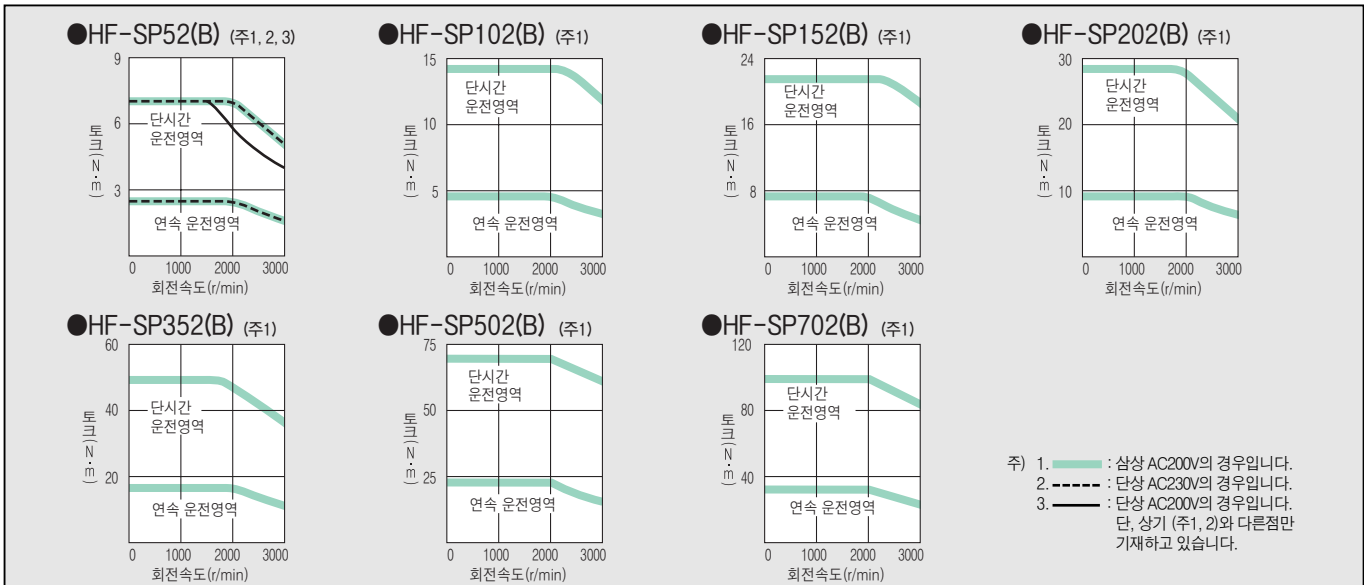 ●HF-SP52(B) (주1, 2, 3)
9
6
3
토크(N·m)
단시간
운전영역
연속 운전영역
0 1000 2000 3000
회전속도(r/min)
●HF-SP102(B) (주1)
15
10
5
토크(N·m)
단시간
운전영역
연속 운전영역
0 1000 2000 3000
회전속도(r/min)
●HF-SP152(B) (주1)
24
16
8
토크(N·m)
단시간
운전영역
연속 운전영역
0 1000 2000 3000
회전속도(r/min)
●HF-SP202(B) (주1)
30
20
10
토크(N·m)
단시간
운전영역
연속 운전영역
0 1000 2000 3000
회전속도(r/min)
●HF-SP352(B) (주1)
60
40
20
토크(N·m)
단시간
운전영역
연속 운전영역
0 1000 2000 3000
회전속도(r/min)
●HF-SP502(B) (주1)
75
50
25
토크(N·m)
단시간
운전영역
연속 운전영역
0 1000 2000 3000
회전속도(r/min)
●HF-SP702(B) (주1)
120
80
40
토크(N·m)
단시간
운전영역
연속 운전영역
0 1000 2000 3000
회전속도(r/min)
주) 1. : 삼상 AC200V의 경우입니다.
2. : 단상 AC230V의 경우입니다.
3. : 단상 AC200V의 경우입니다.
단, 상기 (주1, 2)와 다른점만
기재하고 있습니다.